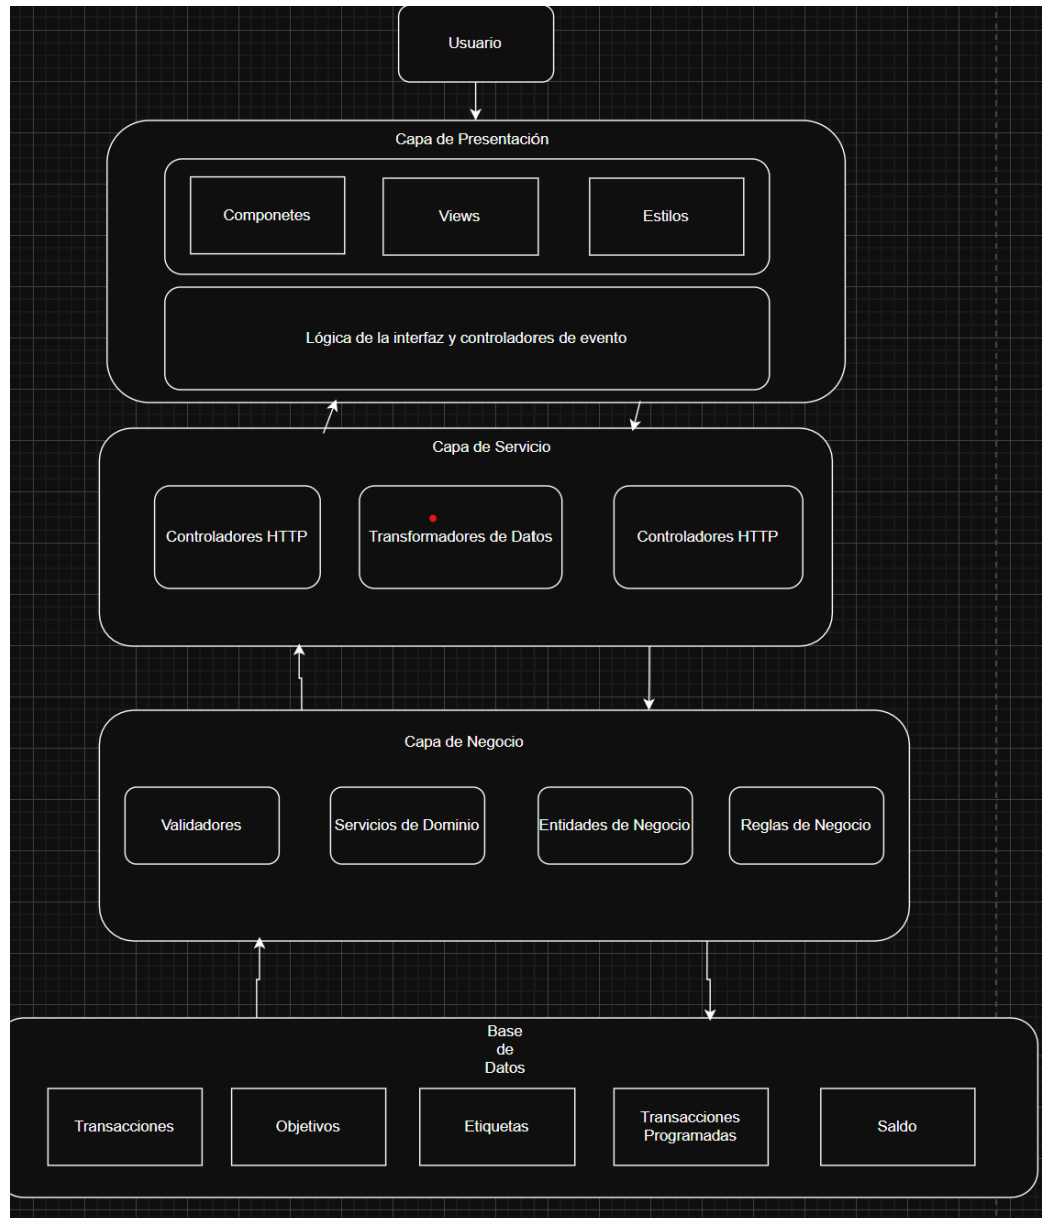 Usuario
Capa de Presentación
Componetes
Views
Estilos
Lógica de la interfaz y controladores de evento
Capa de Servicio
Controladores HTTP
Transformadores de Datos
Controladores HTTP
Capa de Negocio
Validadores
Servicios de Dominio
Entidades de Negocio
Reglas de Negocio
Base
de
Datos
Transacciones
Objetivos
Etiquetas
Transacciones
Programadas
Saldo